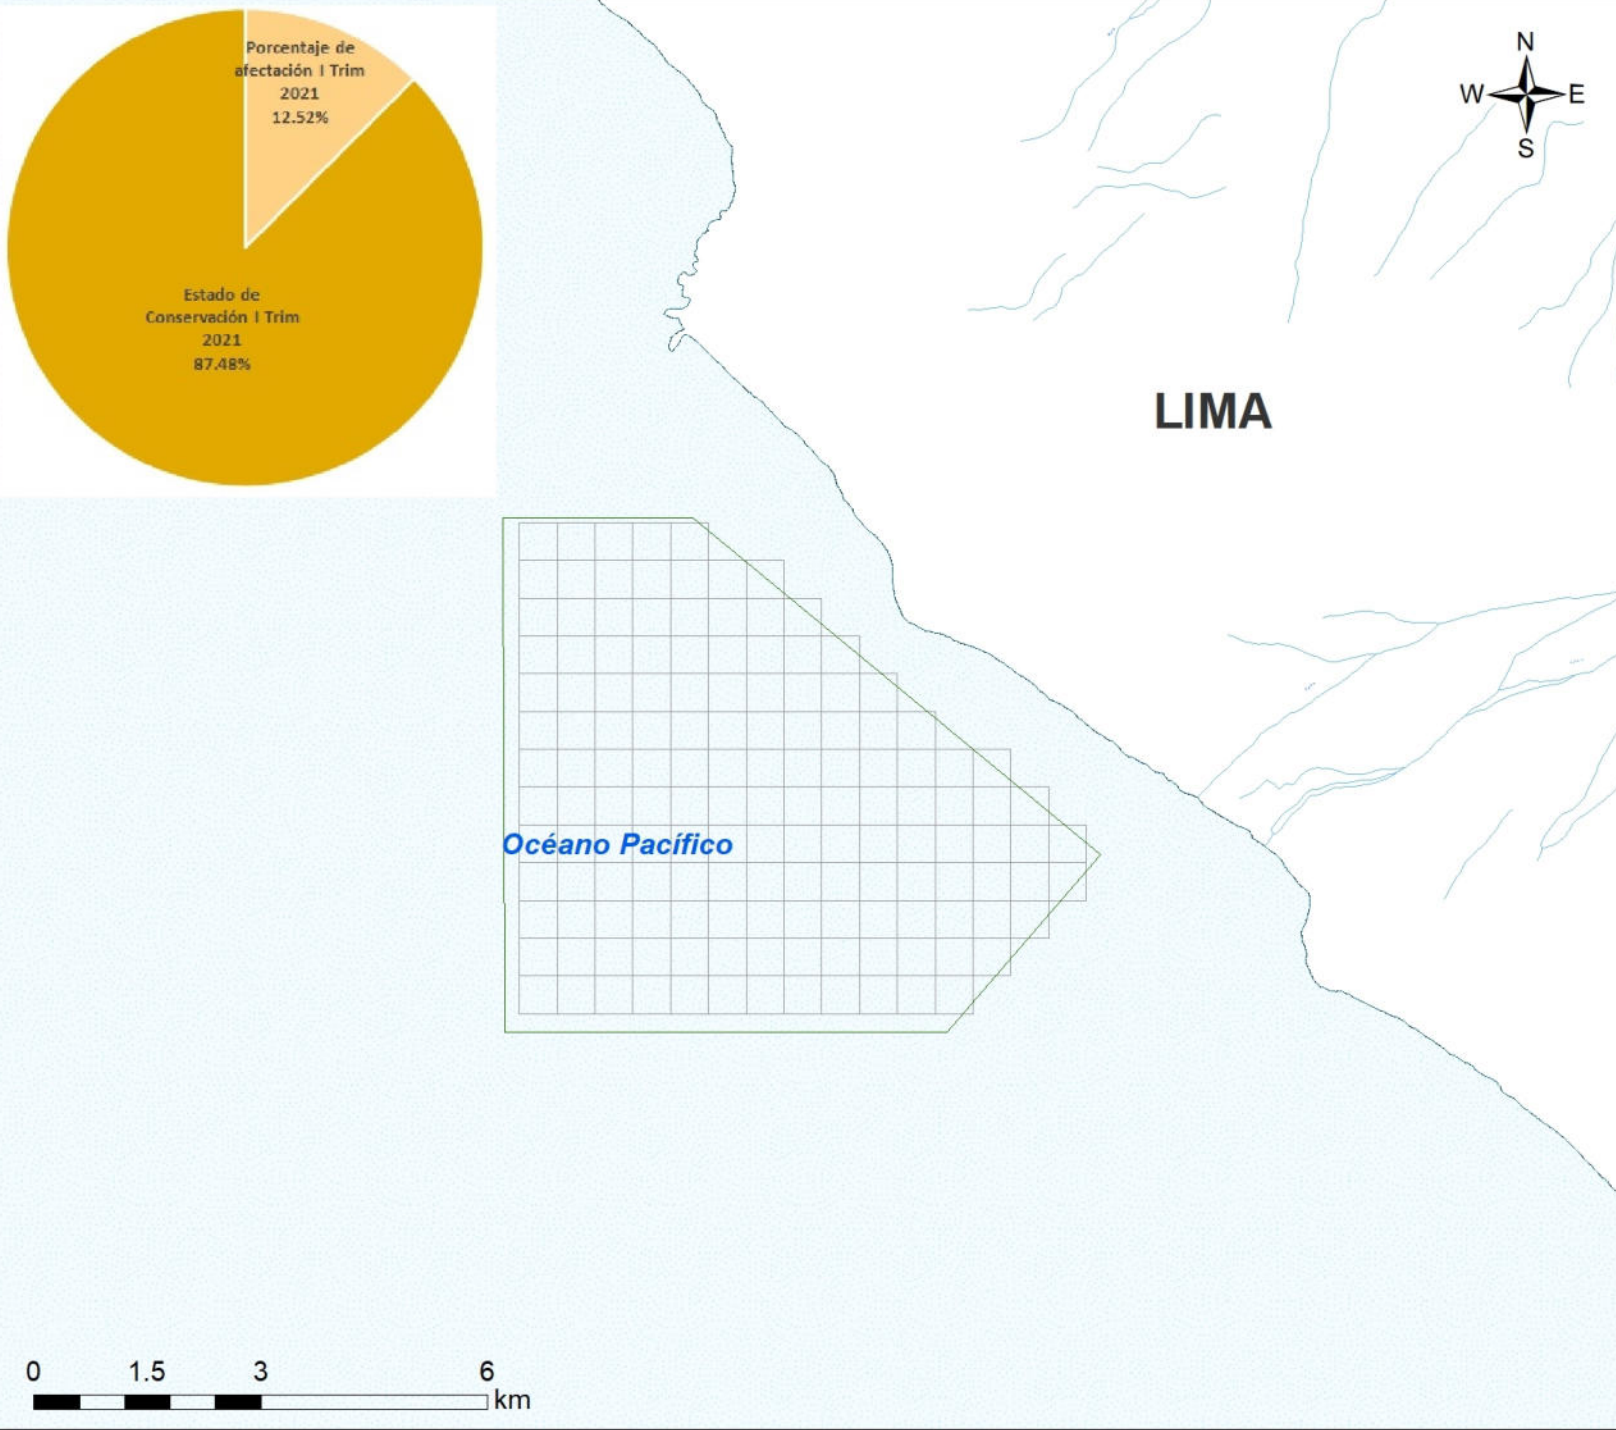 Porcentaje de
afectación I Trim
2021
12.52%
Estado de
Conservación I Trim
2021
87.48%
N
W
E
S
LIMA
Océano Pacífico
0 1.5 3 6
km